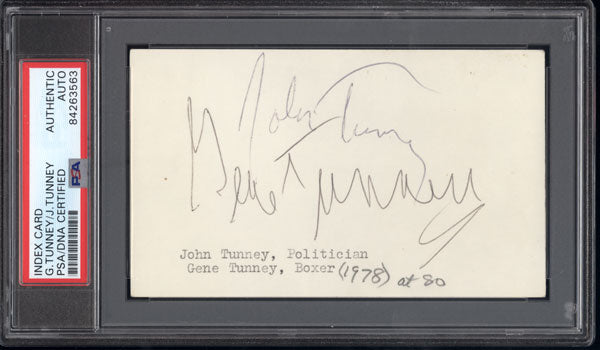 INDEX CARD
G.TUNNEY/J.TUNNEY
PSA/DNA CERTIFIED
AUTHENTIC
AUTO
84263563
PSA
John Tunney
Gene Tunney
John Tunney, Politician
Gene Tunney, Boxer (1978) at 80